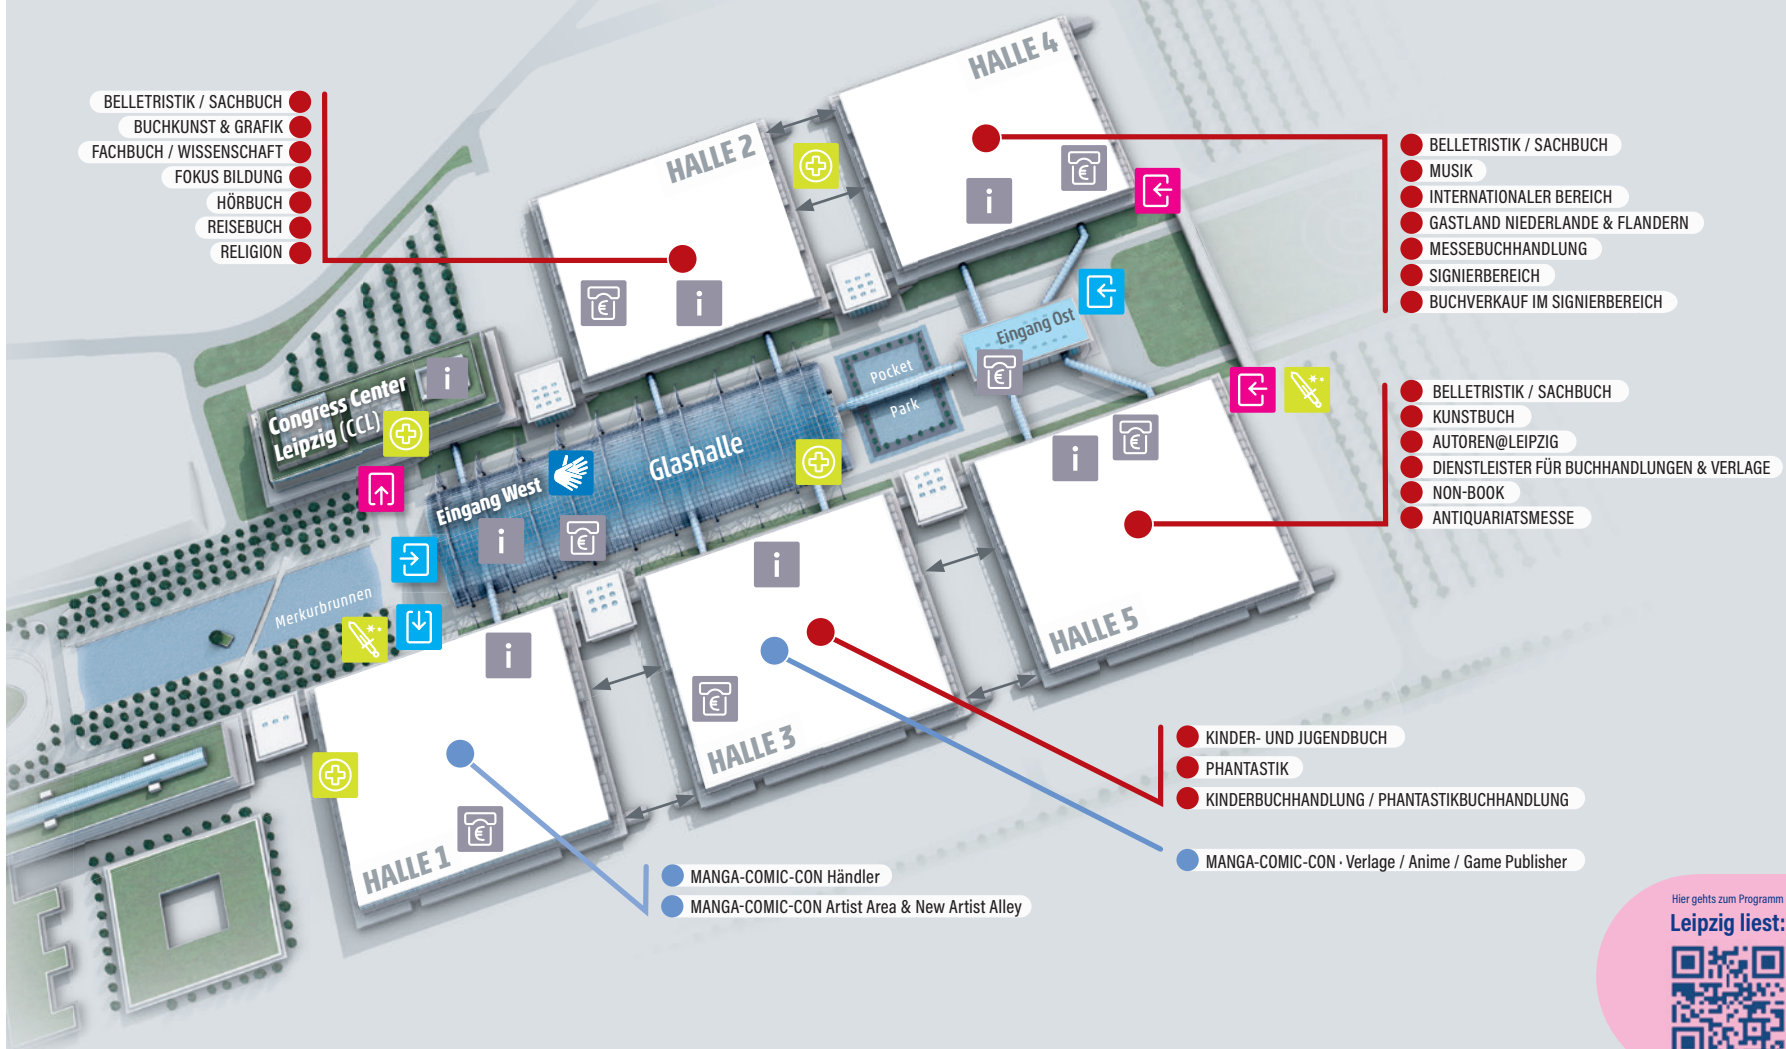 BELLETRISTIK / SACHBUCH
BUCHKUNST & GRAFIK
FACHBUCH / WISSENSCHAFT
FOKUS BILDUNG
HÖRBUCH
REISEBUCH
RELIGION
HALLE 2
HALLE 4
BELLETRISTIK / SACHBUCH
MUSIK
INTERNATIONALER BEREICH
GASTLAND NIEDERLANDE & FLANDERN
MESSEBUCHHANDLUNG
SIGNIERBEREICH
BUCHVERKAUF IM SIGNIERBEREICH
Eingang Ost
Pocket
Park
Congress Center
Leipzig (CCL)
Glashalle
Eingang West
Merkurbrunnen
BELLETRISTIK / SACHBUCH
KUNSTBUCH
AUTOREN@LEIPZIG
DIENSTLEISTER FÜR BUCHHANDLUNGEN & VERLAGE
NON-BOOK
ANTIQUARIATSMESSE
HALLE 5
HALLE 3
HALLE 1
KINDER- UND JUGENDBUCH
PHANTASTIK
KINDERBUCHHANDLUNG / PHANTASTIKBUCHHANDLUNG
MANGA-COMIC-CON · Verlage / Anime / Game Publisher
MANGA-COMIC-CON Händler
MANGA-COMIC-CON Artist Area & New Artist Alley
Hier gehts zum Programm
Leipzig liest: